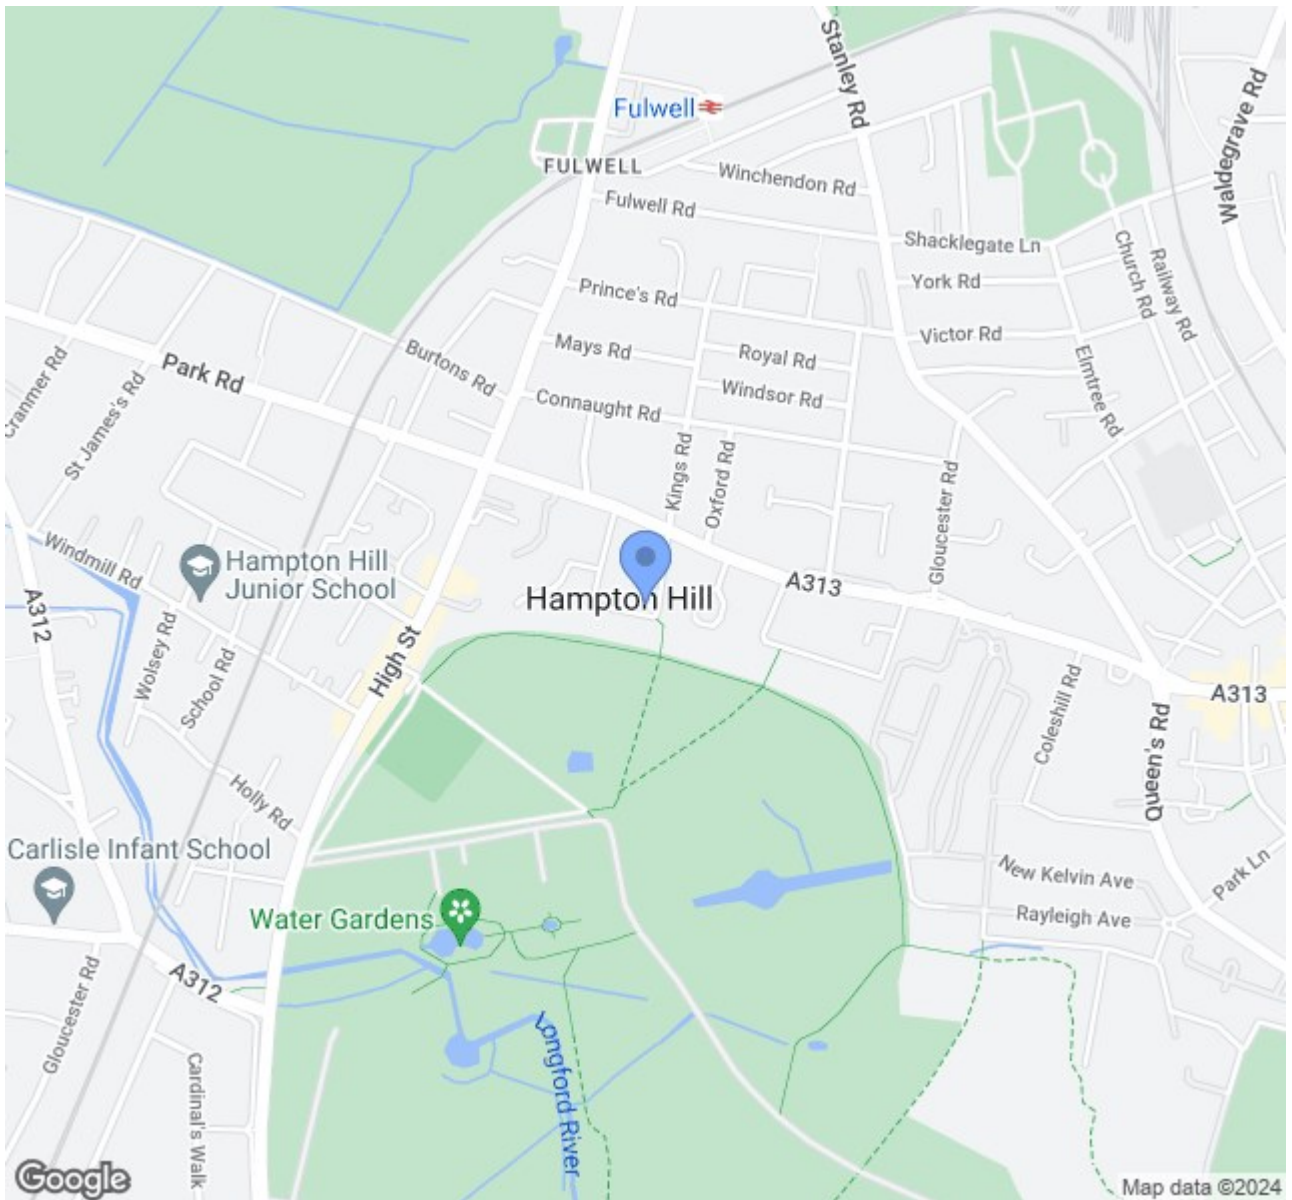 Stanley Rd
Waldegrave Rd
Fulwell
FULWELL
Winchendon Rd
Fulwell Rd
Shacklegate Ln
Church Rd
Railway Rd
York Rd
Prince's Rd
Victor Rd
Mays Rd
Royal Rd
Burtons Rd
Park Rd
Cranmer Rd
St James's Rd
Windsor Rd
Elmtree Rd
Connaught Rd
Kings Rd
Oxford Rd
Gloucester Rd
Windmill Rd
Hampton Hill
Junior School
Hampton Hill
A313
A312
Wolsey Rd
School Rd
High St
Coleshill Rd
A313
Queen's Rd
Holly Rd
Carlisle Infant School
New Kelvin Ave
Park Ln
Rayleigh Ave
Water Gardens
A312
Gloucester Rd
Longford River
Cardinal's Walk
Google
Map data ©2024